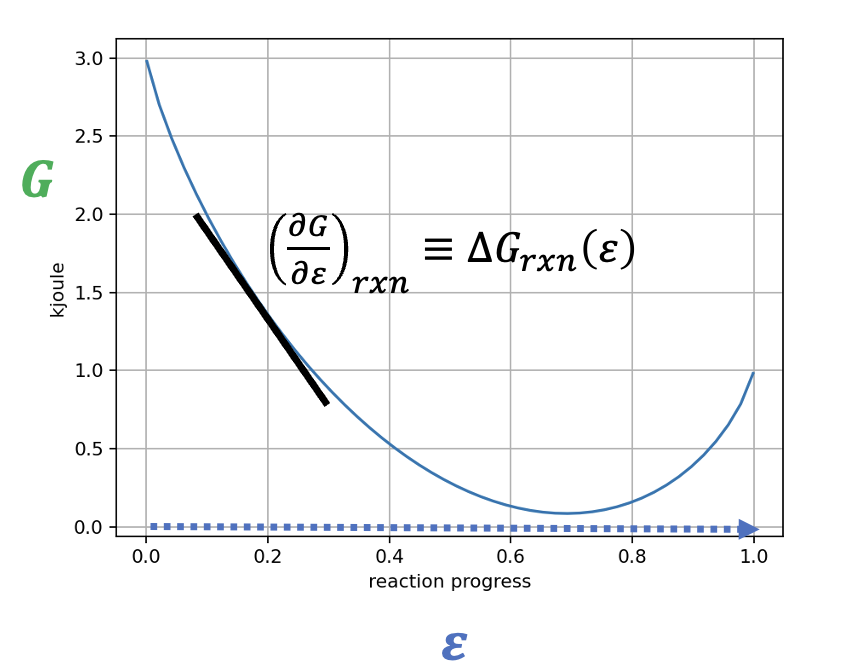 3.0
2.5
G
2.0
(∂G/∂ε)rxn ≡ ΔGrxn(ε)
kjoule
1.5
1.0
0.5
0.0
0.0 0.2 0.4 0.6 0.8 1.0
reaction progress
ε